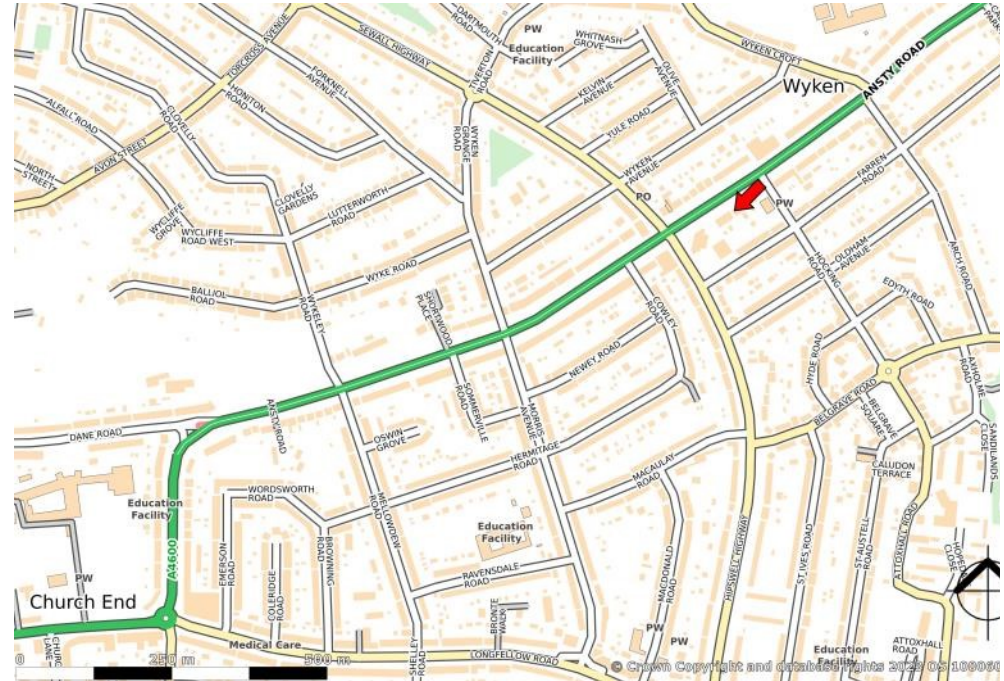 DARTMOUTH
ROAD
PW
Education
Facility
WHITNASH
GROVE
SEWALL HIGHWAY
TORCROSS AVENUE
TIVERTON
ROAD
OLIVE
AVENUE
WYKEN CROFT
ANSTY ROAD
Wyken
FORKNELL
AVENUE
HONITON
ROAD
KELVIN
AVENUE
CLOVELLY
ROAD
ALFALL ROAD
YULE ROAD
WYKEN
GRANGE
ROAD
AVON STREET
NORTH
STREET
WYKEN
AVENUE
FARREN
ROAD
PO
PW
CLOVELLY
GARDENS
LUTTERWORTH
ROAD
WYCLIFFE
GROVE
WYCLIFFE
ROAD WEST
HOCKING
ROAD
OLDHAM
AVENUE
ARCH ROAD
WYKE ROAD
BALLIOL
ROAD
WYKELEY
ROAD
SHORTWOOD
PLACE
COWLEY
ROAD
EDYTH ROAD
NEWEY ROAD
HYDE ROAD
AXHOLME
ROAD
BELGRAVE ROAD
BELGRAVE
SQUARE
SOMMERVILLE
ROAD
MORRIS
AVENUE
ANSTY ROAD
DANE ROAD
OSWIN
GROVE
HERMITAGE
ROAD
MACAULAY
ROAD
SANDILANDS
CLOSE
CALUDON
TERRACE
WORDSWORTH
ROAD
Education
Facility
MELLOWDEW
ROAD
Education
Facility
HIPSWELL HIGHWAY
ST IVES ROAD
ST AUSTELL
ROAD
ATTOXHALL ROAD
A4600
EMERSON
ROAD
COLERIDGE
ROAD
BROWNING
ROAD
RAVENSDALE
ROAD
MACDONALD
ROAD
PW
Church End
BRONTE
WALK
Medical Care
SHELLEY
ROAD
LONGFELLOW ROAD
PW
PW
Education
Facility
ATTOXHALL
ROAD
0
250 m
500 m